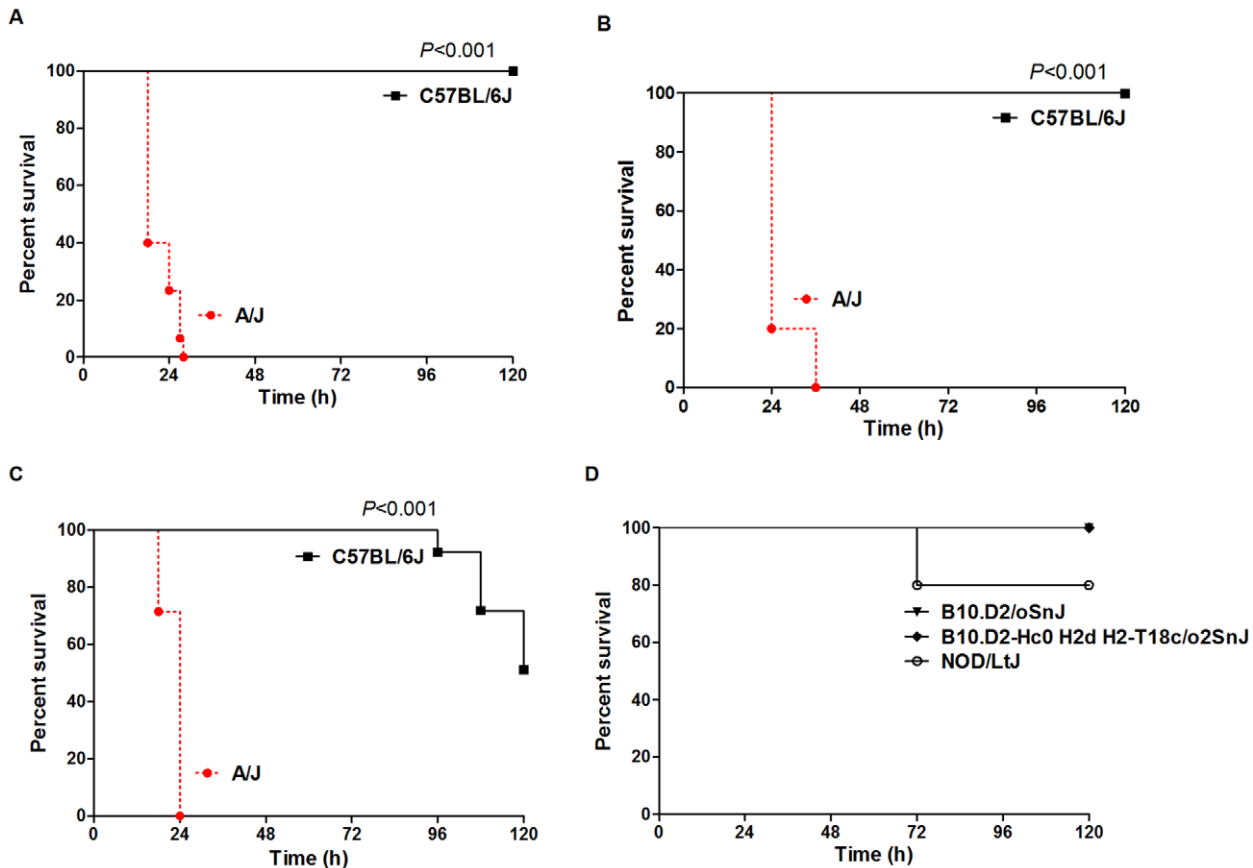 A
P<0.001
100
80
60
40
20
0
Percent survival
C57BL/6J
A/J
0 24 48 72 96 120
Time (h)
B
P<0.001
100
80
60
40
20
0
Percent survival
C57BL/6J
A/J
0 24 48 72 96 120
Time (h)
C
P<0.001
100
80
60
40
20
0
Percent survival
C57BL/6J
A/J
0 24 48 72 96 120
Time (h)
D
100
80
60
40
20
0
Percent survival
B10.D2/oSnJ
B10.D2-Hc0 H2d H2-T18c/o2SnJ
NOD/LtJ
0 24 48 72 96 120
Time (h)